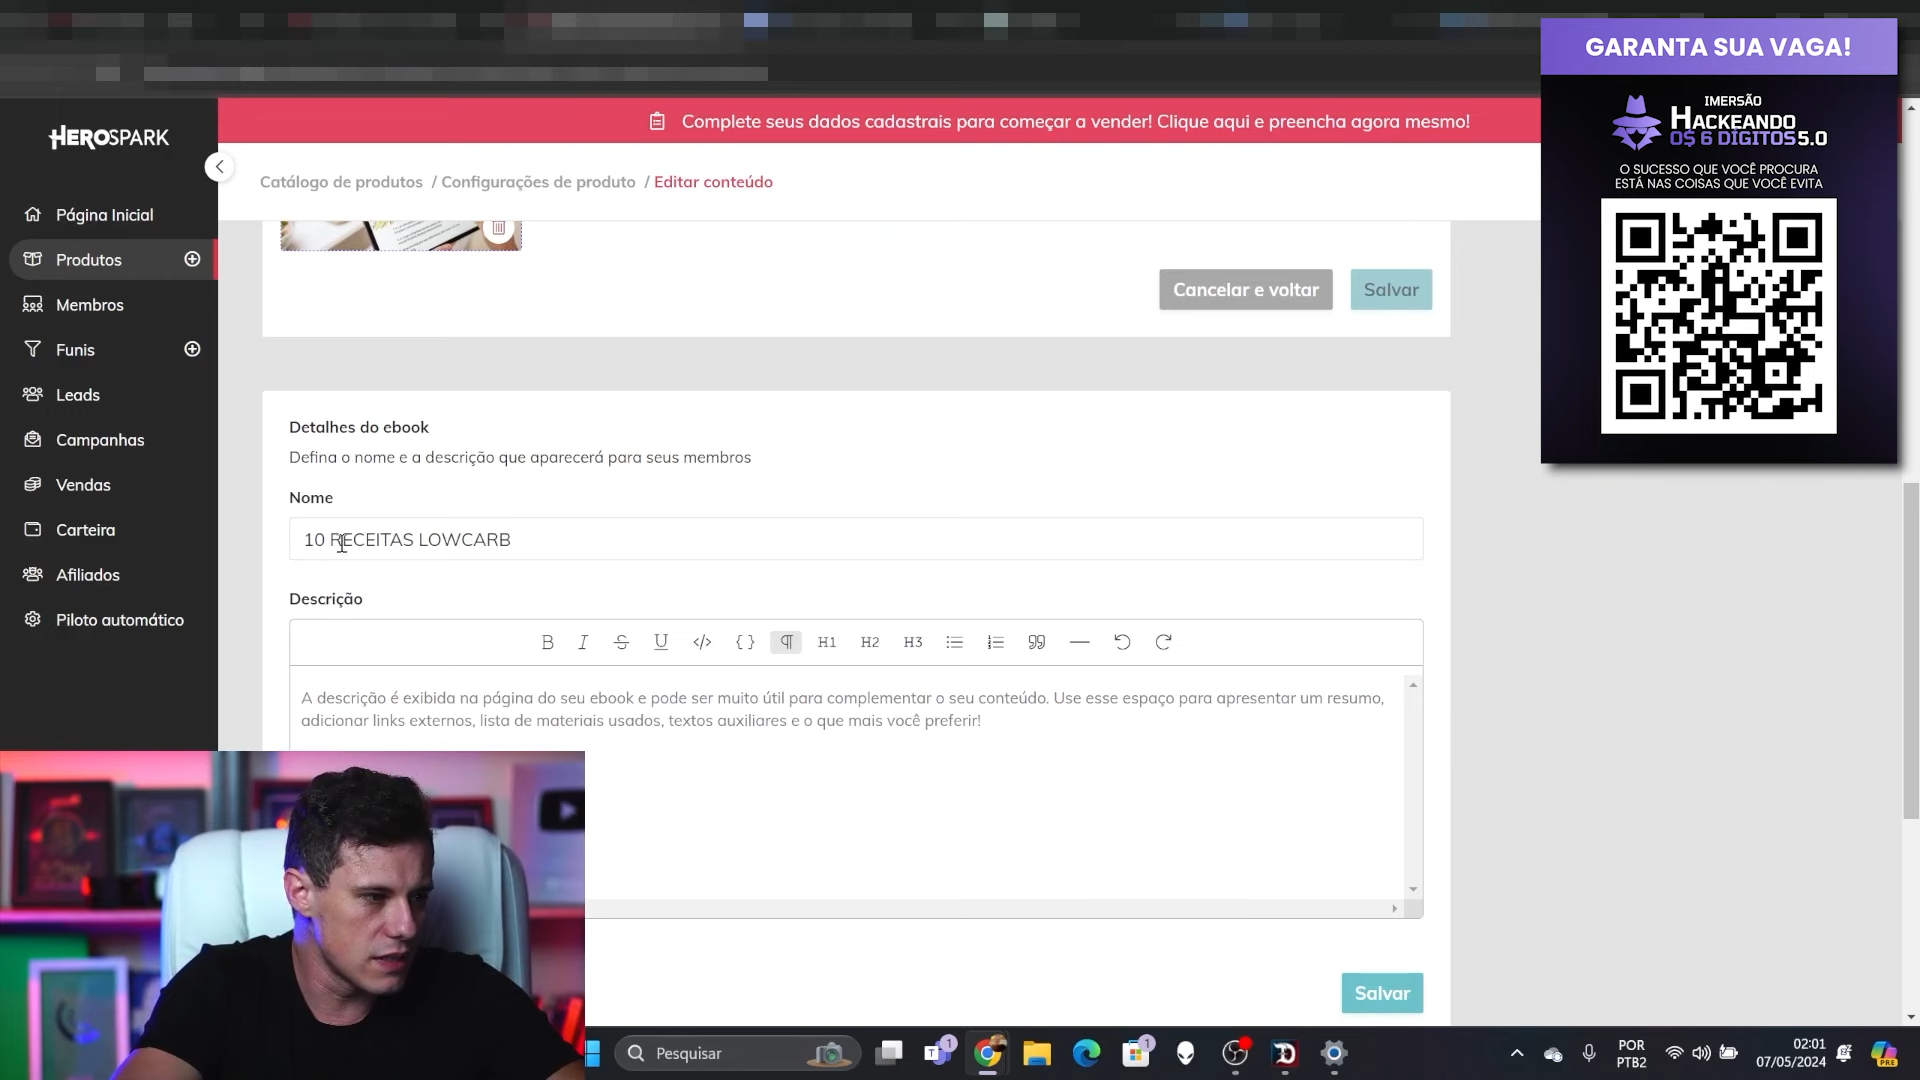 GARANTA SUA VAGA!
IMERSÃO
HACKEANDO
O$ 6 DÍGITOS 5.0
O SUCESSO QUE VOCÊ PROCURA
ESTÁ NAS COISAS QUE VOCÊ EVITA
HEROSPARK
Complete seus dados cadastrais para começar a vender! Clique aqui e preencha agora mesmo!
Catálogo de produtos / Configurações de produto / Editar conteúdo
Página Inicial
Produtos
Membros
Funis
Leads
Campanhas
Vendas
Carteira
Afiliados
Piloto automático
Cancelar e voltar
Salvar
Detalhes do ebook
Defina o nome e a descrição que aparecerá para seus membros
Nome
10 RECEITAS LOWCARB
Descrição
B I S U </> {} ¶ H1 H2 H3
A descrição é exibida na página do seu ebook e pode ser muito útil para complementar o seu conteúdo. Use esse espaço para apresentar um resumo,
adicionar links externos, lista de materiais usados, textos auxiliares e o que mais você preferir!
Salvar
Pesquisar
1
1
POR
PTB2
02:01
07/05/2024
PRE